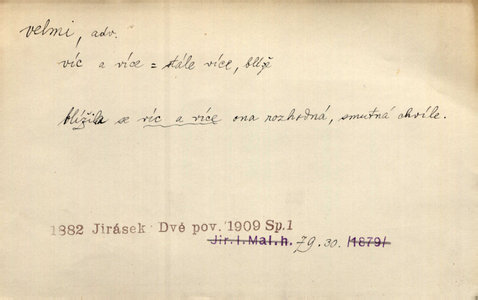 velmi, adv.
víc a více = stále více, blíže
blížila se víc a více ona rozhodná, smutná chvíle.
1882 Jirásek Dvě pov. 1909 Sp.1
Jir.I.Mal.h. 79.30. /1879/